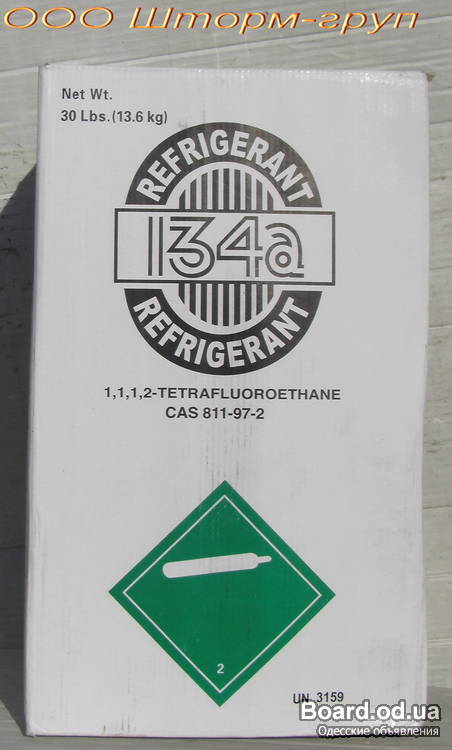 ООО Шторм-груп
Net Wt.
30 Lbs.(13.6 kg)
REFRIGERANT
134a
REFRIGERANT
1,1,1,2-TETRAFLUOROETHANE
CAS 811-97-2
2
UN 3159
Board.od.ua
Одесские объявления